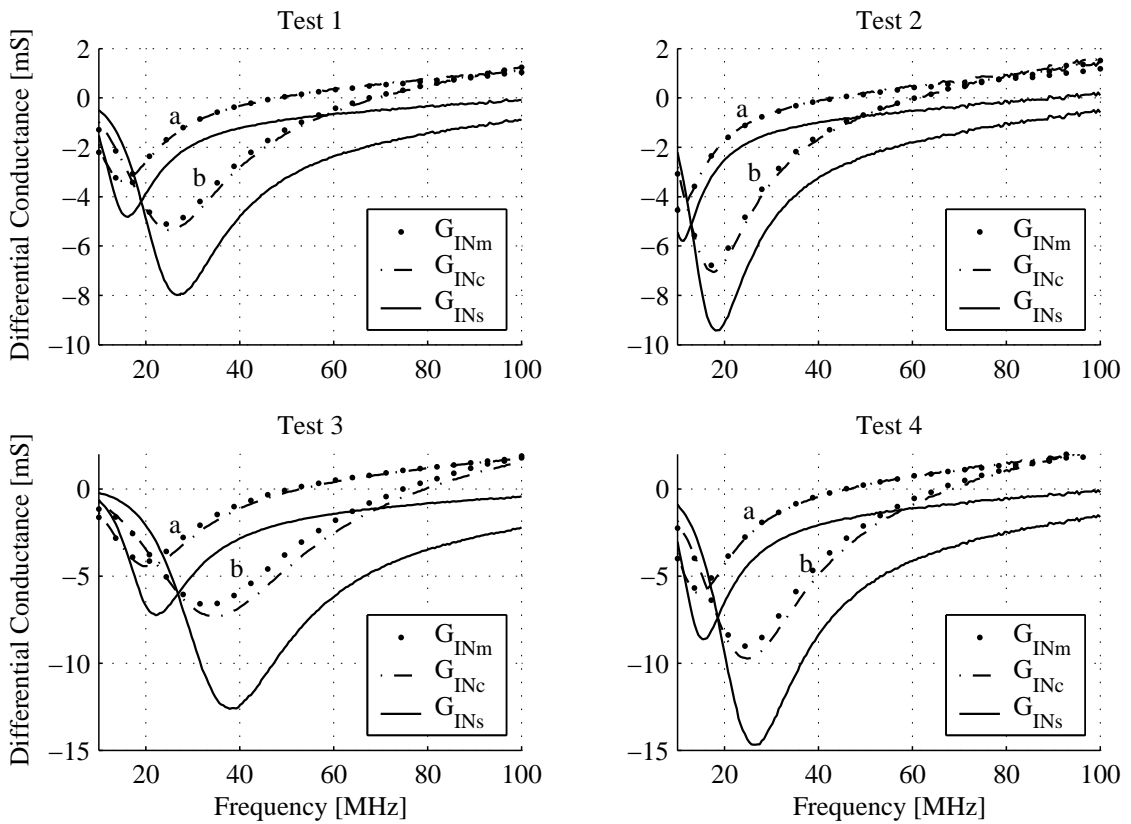 Test 1
Differential Conductance [mS]
2
0
−2
−4
−6
−8
−10
a
b
G_INm
G_INc
G_INs
20 40 60 80 100
Test 2
2
0
−2
−4
−6
−8
−10
a
b
G_INm
G_INc
G_INs
20 40 60 80 100
Test 3
Differential Conductance [mS]
0
−5
−10
−15
a
b
G_INm
G_INc
G_INs
20 40 60 80 100
Frequency [MHz]
Test 4
0
−5
−10
−15
a
b
G_INm
G_INc
G_INs
20 40 60 80 100
Frequency [MHz]